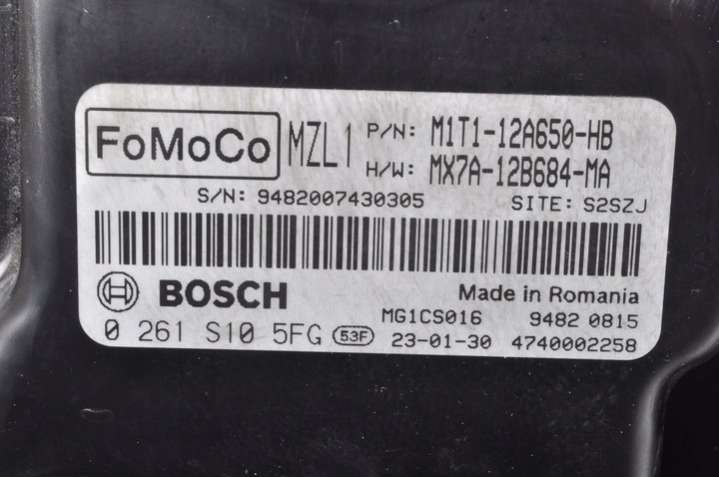 FoMoCo MZL1 P/N: M1T1-12A650-HB
H/W: MX7A-12B684-MA
S/N: 9482007430305 SITE: S2SZJ
BOSCH Made in Romania
MG1CS016 9482 0815
0 261 S10 5FG 53F 23-01-30 4740002258